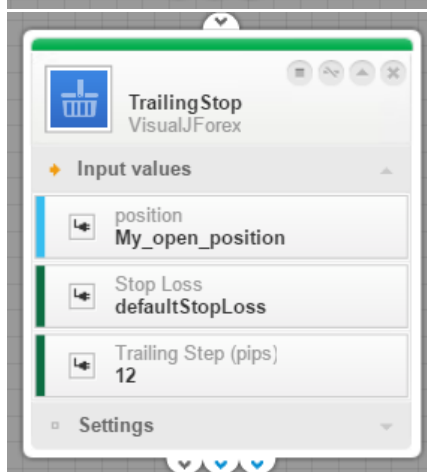 TrailingStop
VisualJForex
Input values
position
My_open_position
Stop Loss
defaultStopLoss
Trailing Step (pips)
12
Settings